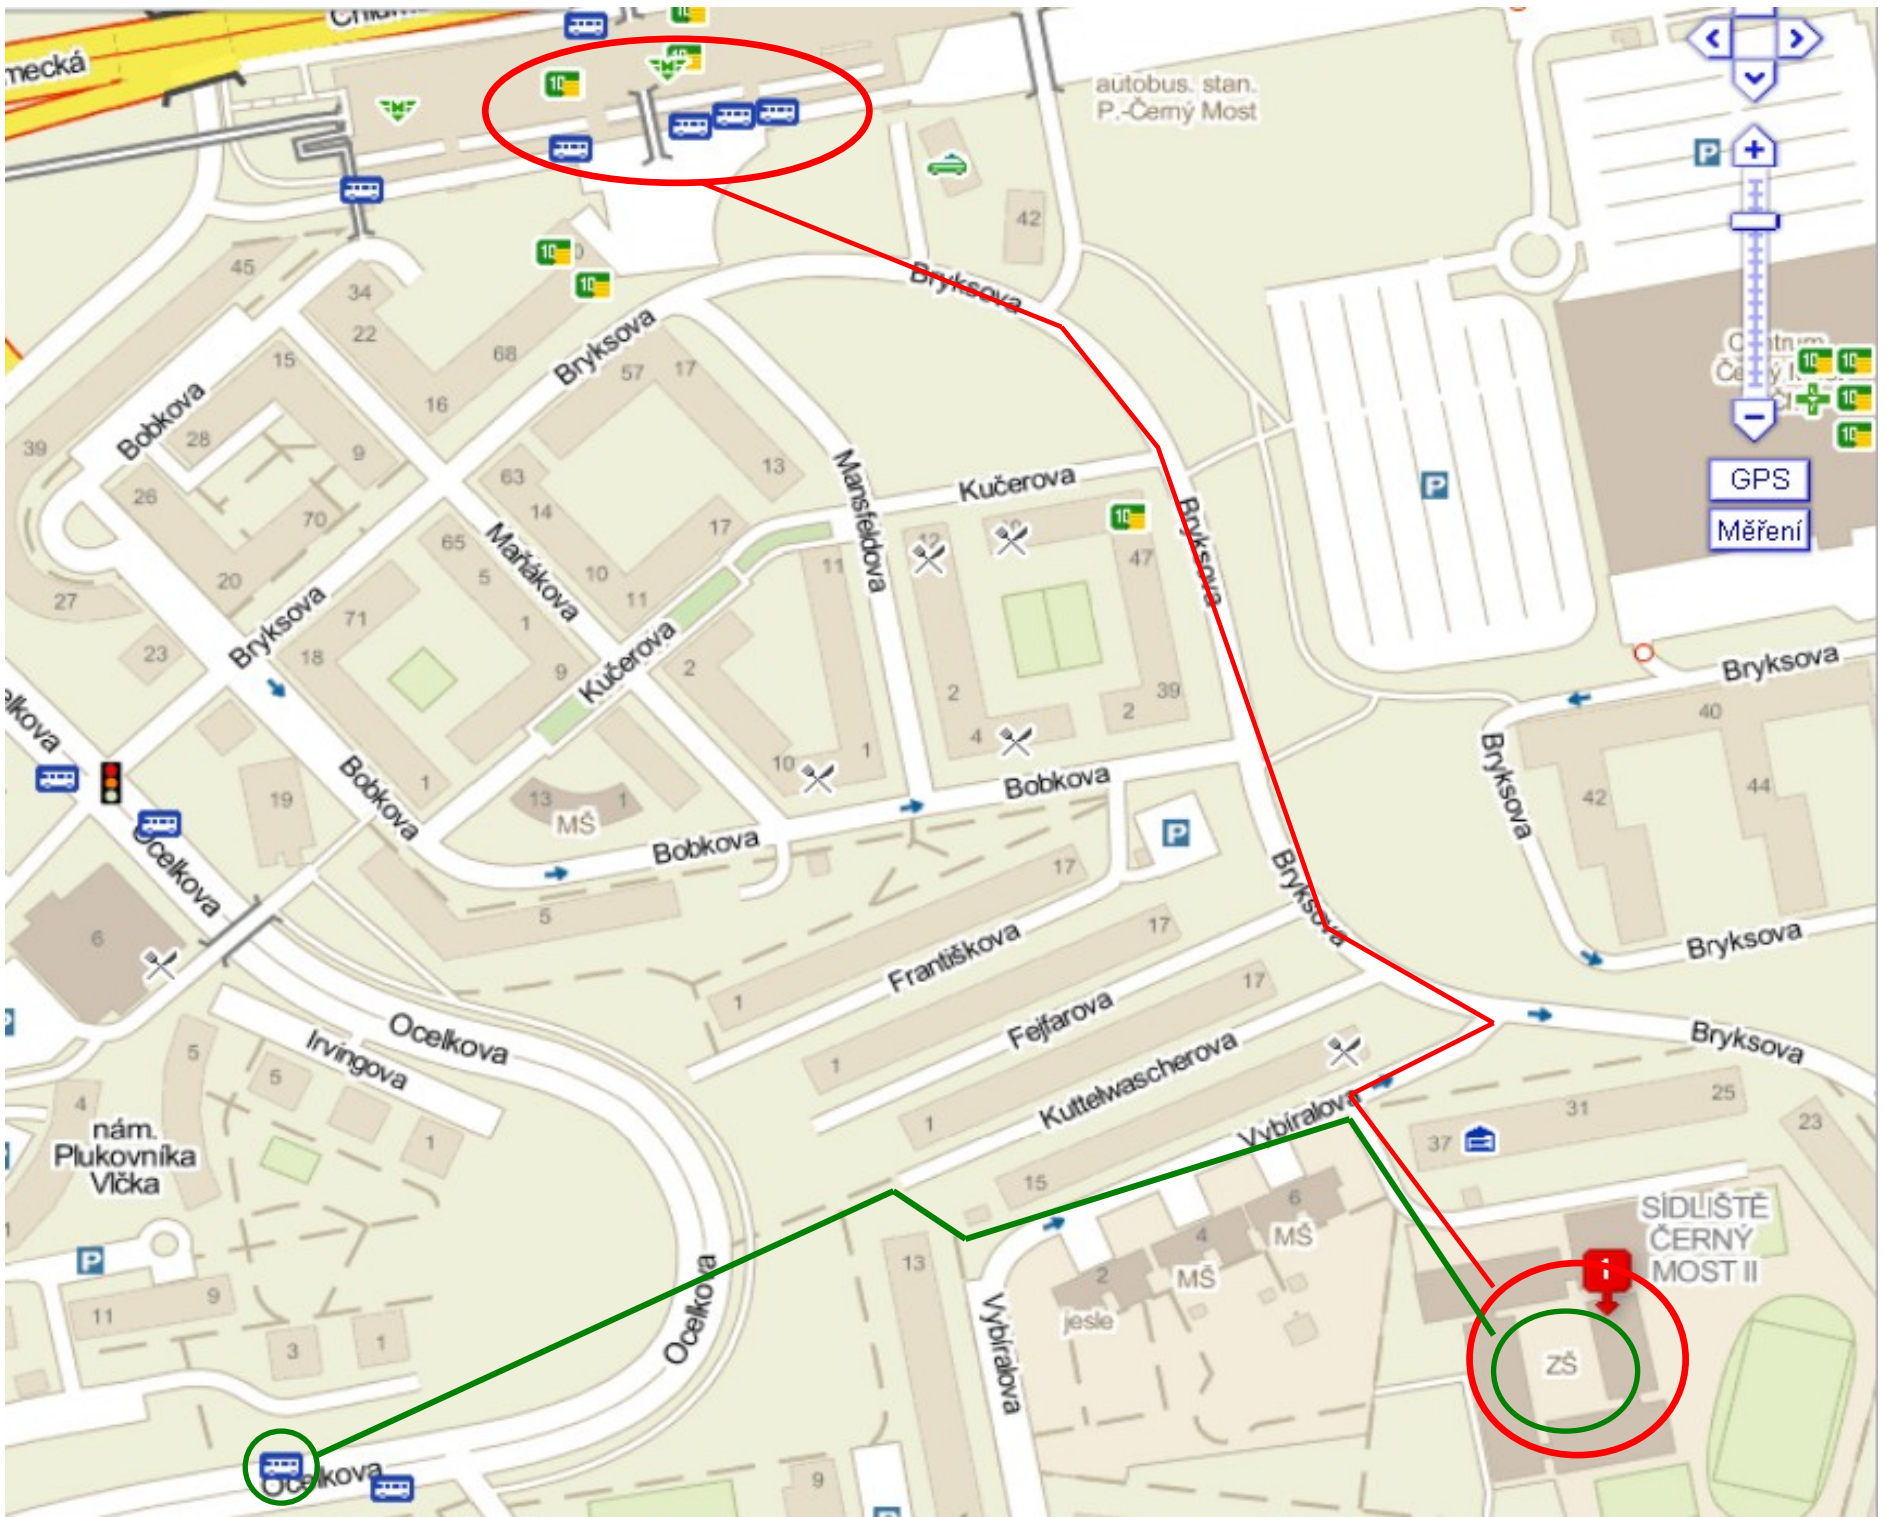 mecká
autobus. stan.
P.-Černý Most
42
45
34
22
68
15
16
Bryksova
Bryksova
57
17
Bobkova
28
39
9
13
63
26
14
70
Mansfeldova
Kučerova
17
12
47
Bryksova
65
Maňákova
20
5
10
11
11
27
71
1
Bryksova
18
23
9
Kučerova
2
2
39
2
4
1
10
elkova
Bobkova
1
19
13
1
MŠ
Bobkova
Bobkova
Ocelkova
17
5
6
Františkova
17
Bryksova
1
17
Fejfarova
Ocelkova
Irvingova
5
5
1
1
Kuttelwascherova
1
15
Vybíralova
4
nám.
Plukovníka
Vlčka
P
GPS
Měření
Bryksova
40
Bryksova
42
44
Bryksova
Bryksova
25
31
23
37
SÍDLIŠTĚ
ČERNÝ
MOST II
6
MŠ
4
MŠ
2
jesle
ZŠ
13
Vybíralova
Ocelkova
11
9
3
1
Ocelkova
9